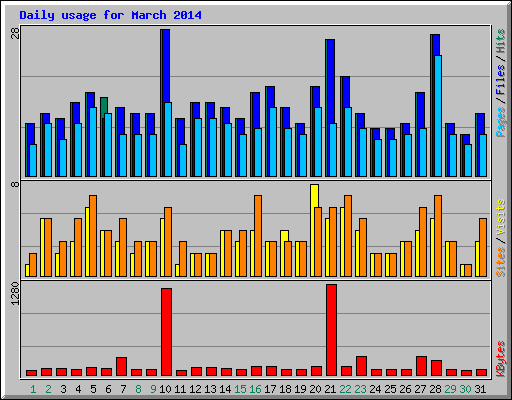 Daily usage for March 2014
28
Pages / Files / Hits
8
Sites / Visits
1280
KBytes
1 2 3 4 5 6 7 8 9 10 11 12 13 14 15 16 17 18 19 20 21 22 23 24 25 26 27 28 29 30 31